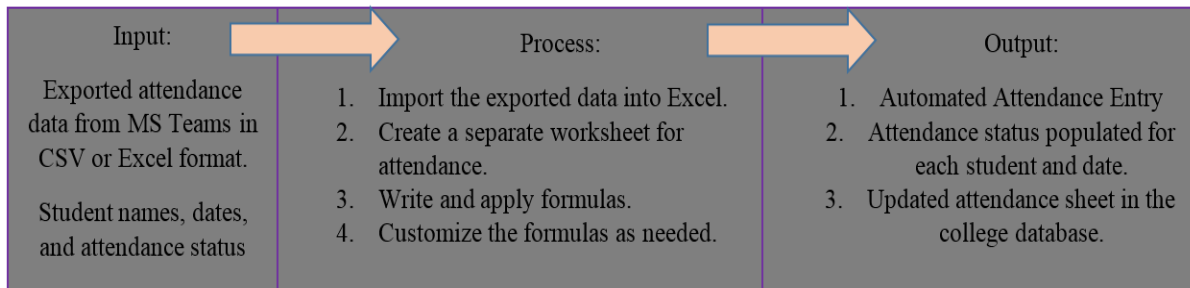 Input:
Exported attendance
data from MS Teams in
CSV or Excel format.
Student names, dates,
and attendance status
Process:
1. Import the exported data into Excel.
2. Create a separate worksheet for
attendance.
3. Write and apply formulas.
4. Customize the formulas as needed.
Output:
1. Automated Attendance Entry
2. Attendance status populated for
each student and date.
3. Updated attendance sheet in the
college database.